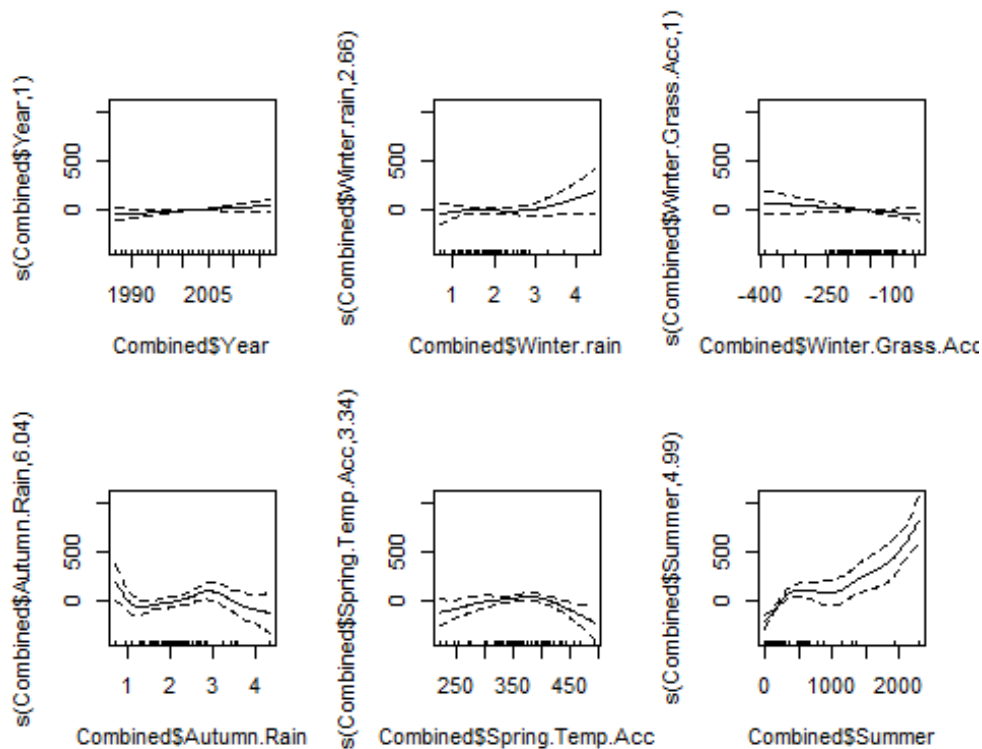 s(Combined$Year,1)
500
0
1990 2005
Combined$Year
s(Combined$Winter.rain,2.66)
500
0
1 2 3 4
Combined$Winter.rain
s(Combined$Winter.Grass.Acc,1)
500
0
-400 -250 -100
Combined$Winter.Grass.Acc
s(Combined$Autumn.Rain,6.04)
500
0
1 2 3 4
Combined$Autumn.Rain
s(Combined$Spring.Temp.Acc,3.34)
500
0
250 350 450
Combined$Spring.Temp.Acc
s(Combined$Summer,4.99)
500
0
0 1000 2000
Combined$Summer